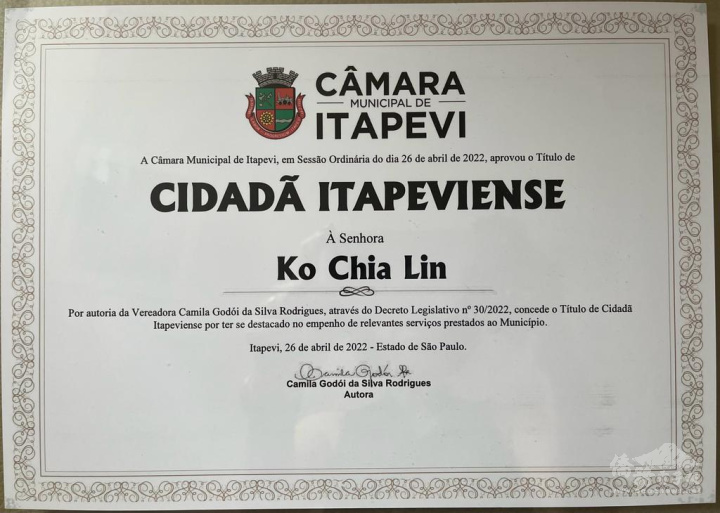 CÂMARA
MUNICIPAL DE
ITAPEVI
A Câmara Municipal de Itapevi, em Sessão Ordinária do dia 26 de abril de 2022, aprovou o Título de
CIDADÃ ITAPEVIENSE
À Senhora
Ko Chia Lin
Por autoria da Vereadora Camila Godói da Silva Rodrigues, através do Decreto Legislativo nº 30/2022, concede o Título de Cidadã
Itapeviense por ter se destacado no empenho de relevantes serviços prestados ao Município.
Itapevi, 26 de abril de 2022 - Estado de São Paulo.
Camila Godói da Silva Rodrigues
Autora